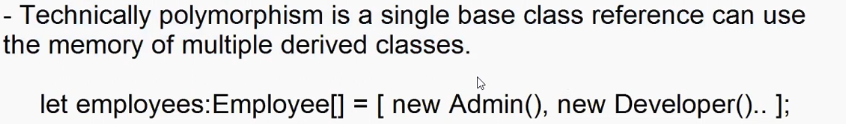 - Technically polymorphism is a single base class reference can use
the memory of multiple derived classes.
let employees:Employee[] = [ new Admin(), new Developer().. ];